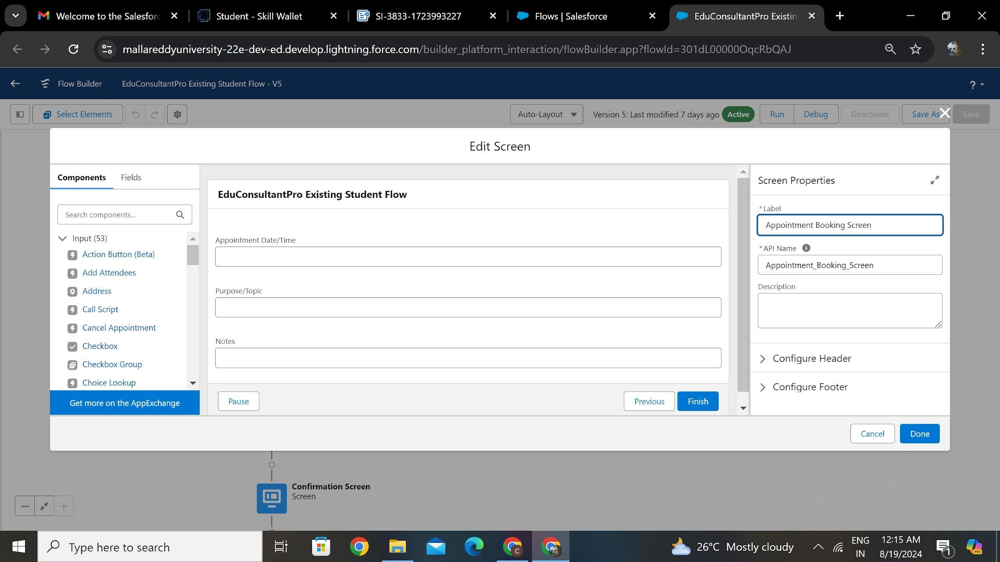 Welcome to the Salesforc
Student - Skill Wallet
SI-3833-1723993227
Flows | Salesforce
EduConsultantPro Existin
mallareddyuniversity-22e-dev-ed.develop.lightning.force.com/builder_platform_interaction/flowBuilder.app?flowId=301dL00000OqcRbQAJ
Flow Builder
EduConsultantPro Existing Student Flow - V5
?
Select Elements
Auto-Layout
Version 5: Last modified 7 days ago
Active
Run
Debug
Deactivate
Save As
Save
Edit Screen
Components
Fields
Search components...
Input (53)
Action Button (Beta)
Add Attendees
Address
Call Script
Cancel Appointment
Checkbox
Checkbox Group
Choice Lookup
Get more on the AppExchange
EduConsultantPro Existing Student Flow
Appointment Date/Time
Purpose/Topic
Notes
Pause
Previous
Finish
Screen Properties
*Label
Appointment Booking Screen
*API Name
Appointment_Booking_Screen
Description
Configure Header
Configure Footer
Cancel
Done
Confirmation Screen
Screen
Activate Windows
Go to Settings to activate Windows.
Type here to search
C
26°C Mostly cloudy
ENG
IN
12:15 AM
8/19/2024
1
PRE